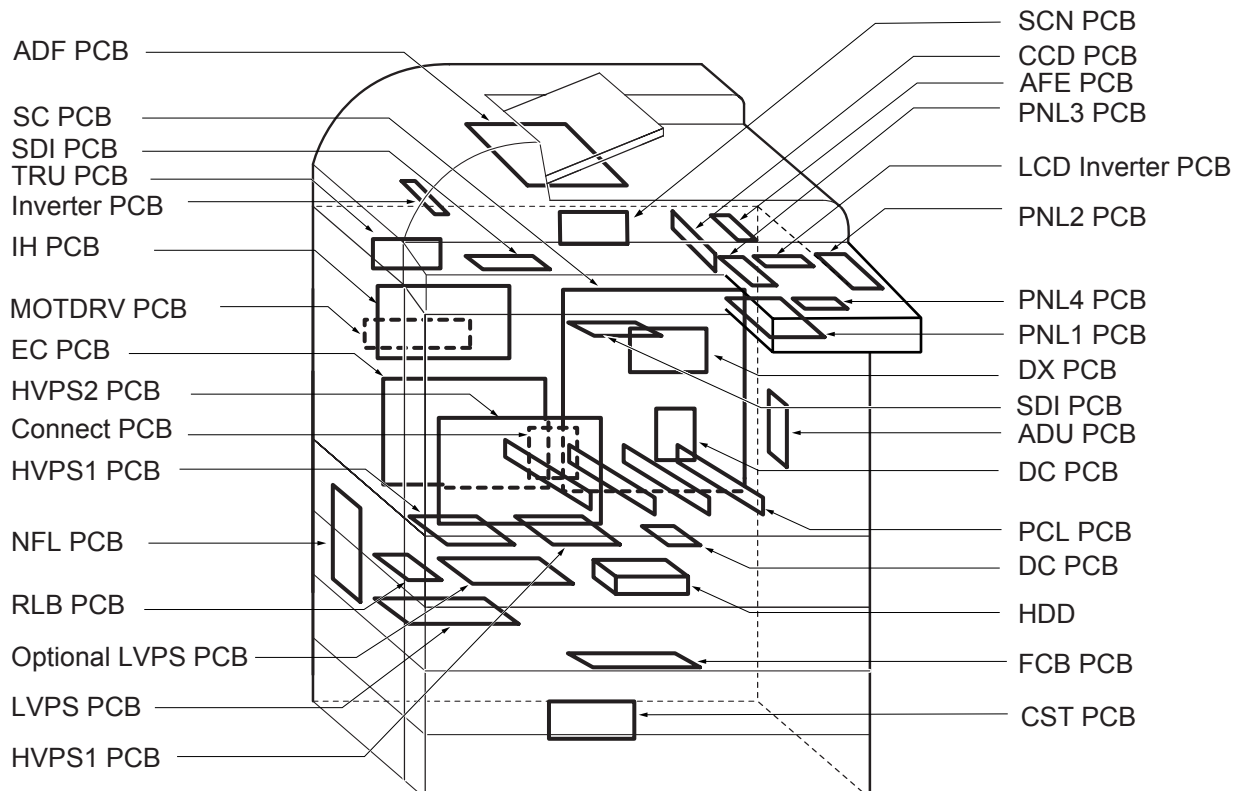 ADF PCB
SC PCB
SDI PCB
TRU PCB
Inverter PCB
IH PCB
MOTDRV PCB
EC PCB
HVPS2 PCB
Connect PCB
HVPS1 PCB
NFL PCB
RLB PCB
Optional LVPS PCB
LVPS PCB
HVPS1 PCB
SCN PCB
CCD PCB
AFE PCB
PNL3 PCB
LCD Inverter PCB
PNL2 PCB
PNL4 PCB
PNL1 PCB
DX PCB
SDI PCB
ADU PCB
DC PCB
PCL PCB
DC PCB
HDD
FCB PCB
CST PCB